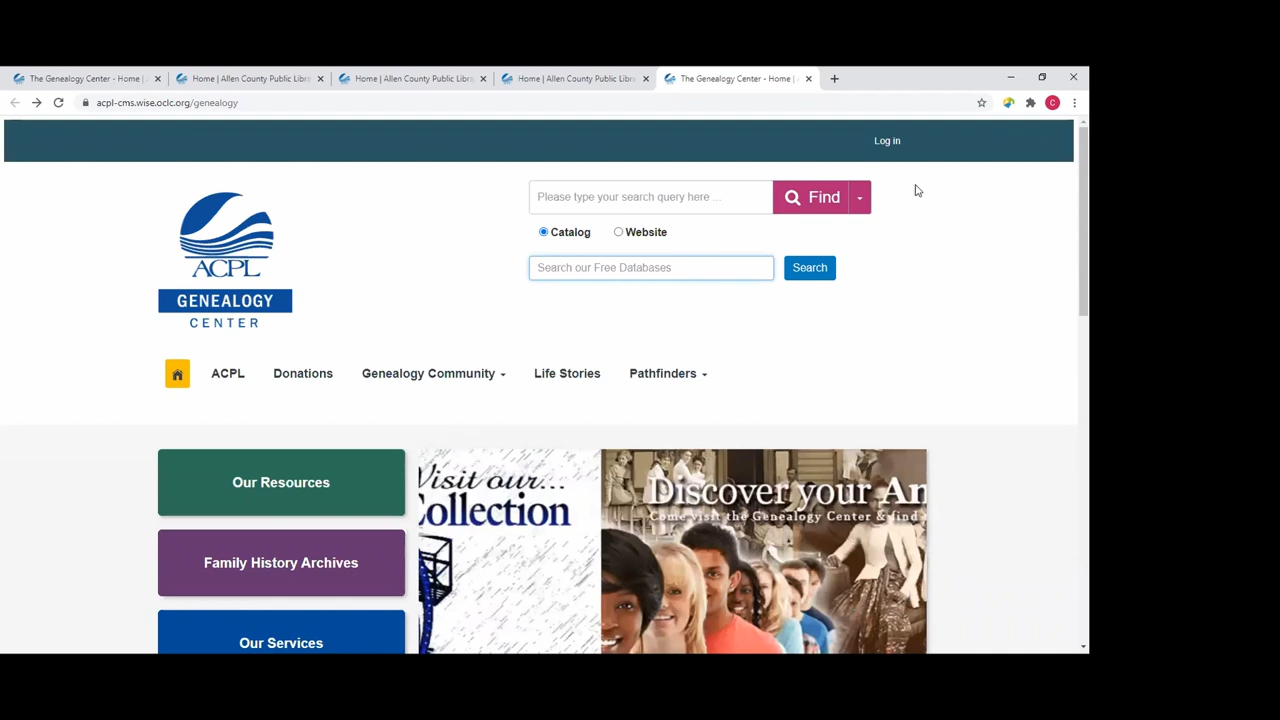 The Genealogy Center - Home |
Home | Allen County Public Libra
Home | Allen County Public Libra
Home | Allen County Public Libra
The Genealogy Center - Home |
acpl-cms.wise.oclc.org/genealogy
C
Log in
Please type your search query here ...
Find
Catalog
Website
Search our Free Databases
Search
ACPL
GENEALOGY
CENTER
ACPL
Donations
Genealogy Community
Life Stories
Pathfinders
Our Resources
Family History Archives
Our Services
Visit our...
Collection
Discover your An
Come visit the Genealogy Center & find